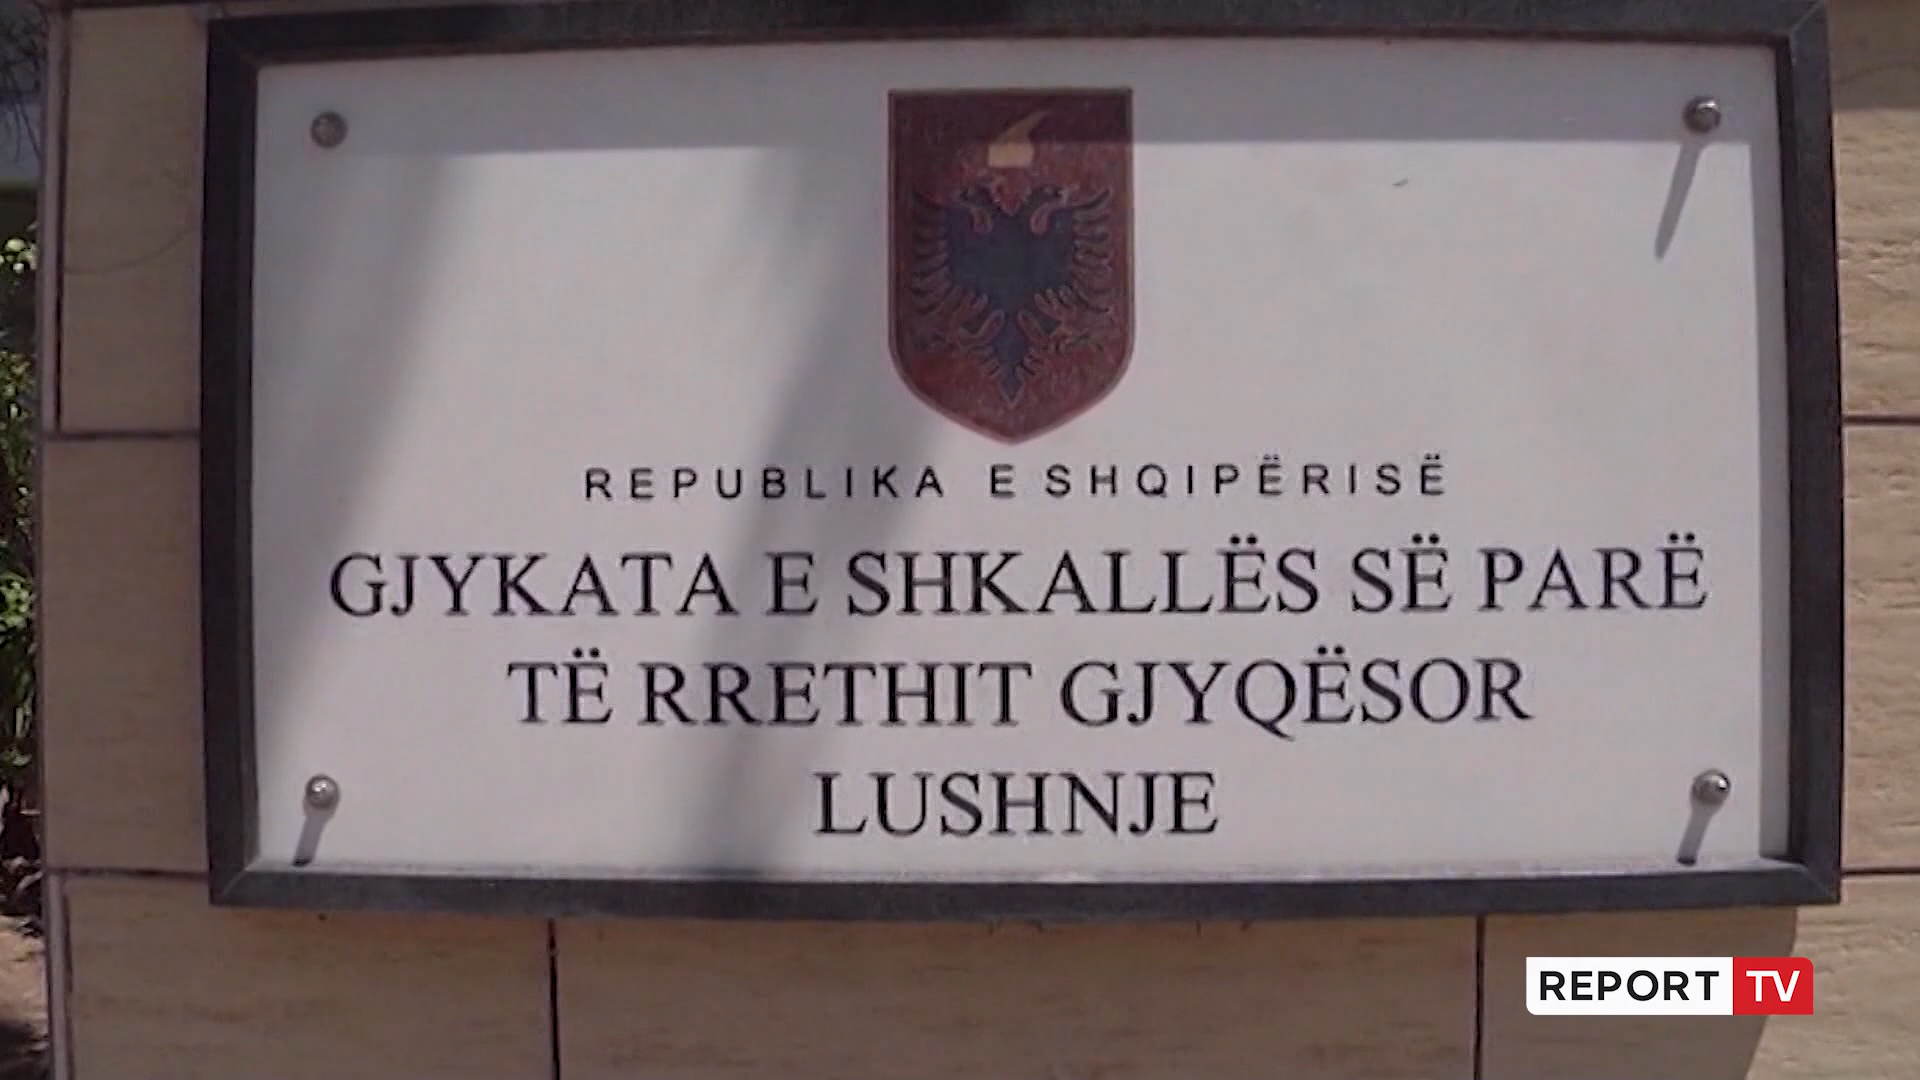 REPUBLIKA E SHQIPËRISË
GJYKATA E SHKALLËS SË PARË
TË RRETHIT GJYQËSOR
LUSHNJE
REPORT TV